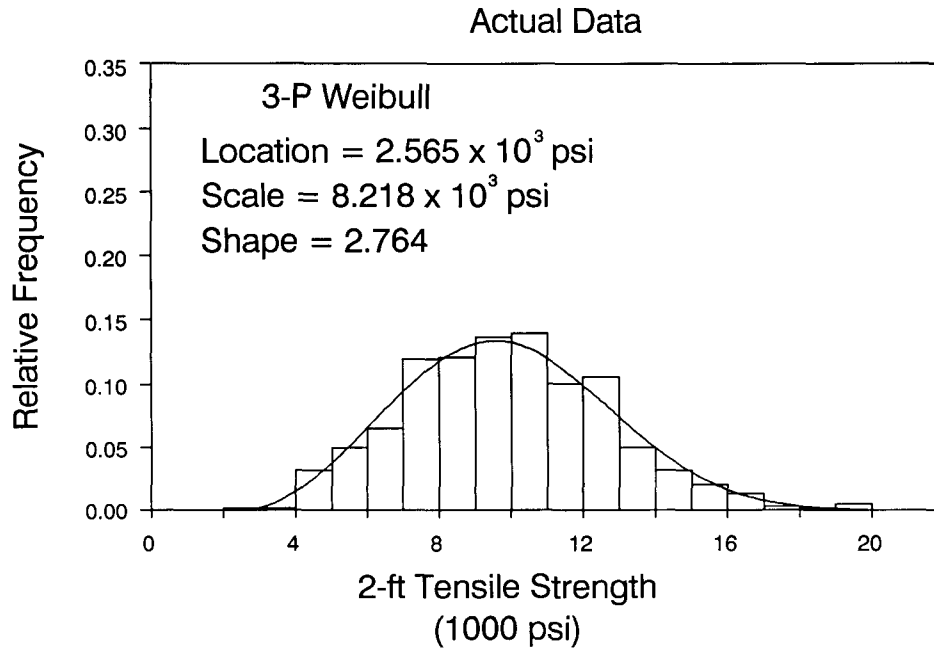 Actual Data
Relative Frequency
0.35
0.30
0.25
0.20
0.15
0.10
0.05
0.00
3-P Weibull
Location = 2.565 x 10³ psi
Scale = 8.218 x 10³ psi
Shape = 2.764
0 4 8 12 16 20
2-ft Tensile Strength
(1000 psi)